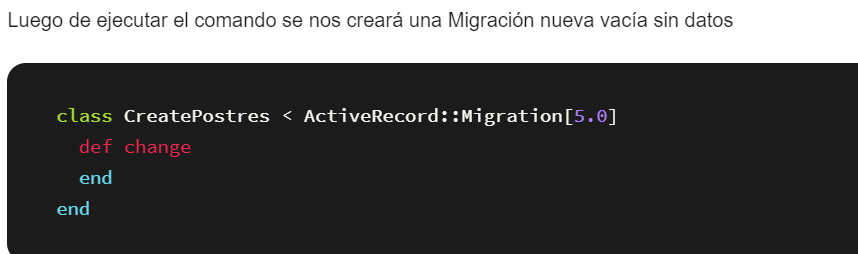 Luego de ejecutar el comando se nos creará una Migración nueva vacía sin datos
class CreatePostres < ActiveRecord::Migration[5.0]
  def change
  end
end